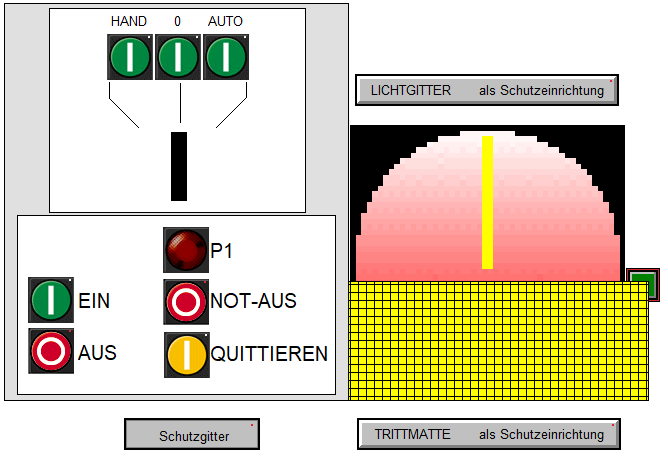 HAND 0 AUTO
LICHTGITTER als Schutzeinrichtung
P1
EIN NOT-AUS
AUS QUITTIEREN
Schutzgitter TRITTMATTE als Schutzeinrichtung